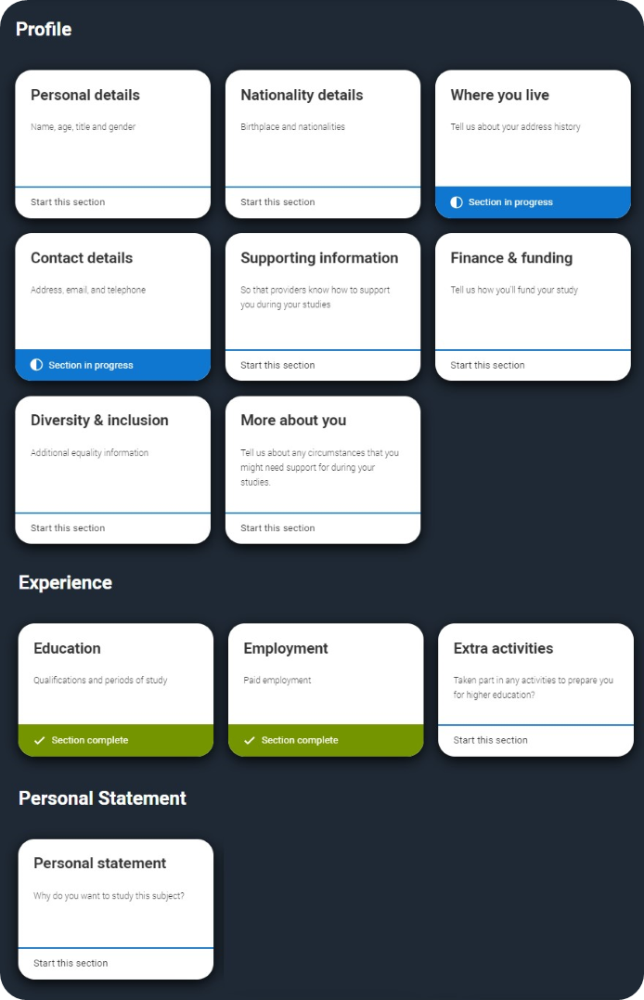 Profile
Personal details
Name, age, title and gender
Start this section
Nationality details
Birthplace and nationalities
Start this section
Where you live
Tell us about your address history
Section in progress
Contact details
Address, email, and telephone
Section in progress
Supporting information
So that providers know how to support
you during your studies
Start this section
Finance & funding
Tell us how you'll fund your study
Start this section
Diversity & inclusion
Additional equality information
Start this section
More about you
Tell us about any circumstances that you
might need support for during your
studies.
Start this section
Experience
Education
Qualifications and periods of study
Section complete
Employment
Paid employment
Section complete
Extra activities
Taken part in any activities to prepare you
for higher education?
Start this section
Personal Statement
Personal statement
Why do you want to study this subject?
Start this section